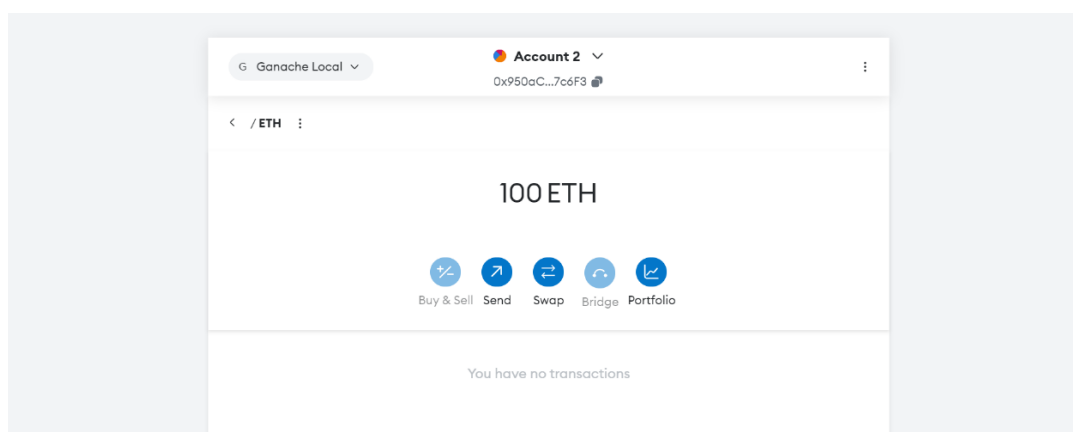 G Ganache Local
Account 2
0x950aC...7c6F3
/ ETH
100 ETH
Buy & Sell Send Swap Bridge Portfolio
You have no transactions